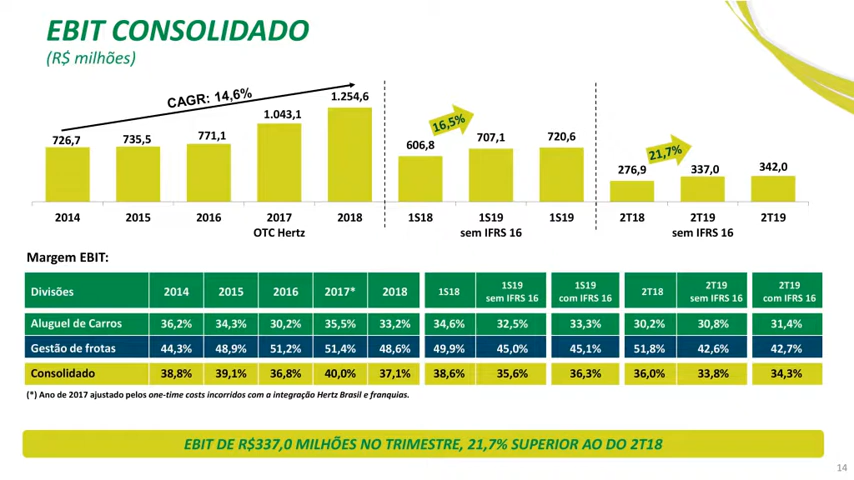 EBIT CONSOLIDADO
(R$ milhões)
CAGR: 14,6%
726,7 735,5 771,1 1.043,1 1.254,6 606,8 16,5% 707,1 720,6 276,9 21,7% 337,0 342,0
2014 2015 2016 2017 2018 1S18 1S19 1S19 2T18 2T19 2T19
OTC Hertz sem IFRS 16 sem IFRS 16
Margem EBIT:
Divisões 2014 2015 2016 2017* 2018 1S18 1S19 sem IFRS 16 1S19 com IFRS 16 2T18 2T19 sem IFRS 16 2T19 com IFRS 16
Aluguel de Carros 36,2% 34,3% 30,2% 35,5% 33,2% 34,6% 32,5% 33,3% 30,2% 30,8% 31,4%
Gestão de frotas 44,3% 48,9% 51,2% 51,4% 48,6% 49,9% 45,0% 45,1% 51,8% 42,6% 42,7%
Consolidado 38,8% 39,1% 36,8% 40,0% 37,1% 38,6% 35,6% 36,3% 36,0% 33,8% 34,3%
(*) Ano de 2017 ajustado pelos one-time costs incorridos com a integração Hertz Brasil e franquias.
EBIT DE R$337,0 MILHÕES NO TRIMESTRE, 21,7% SUPERIOR AO DO 2T18
14